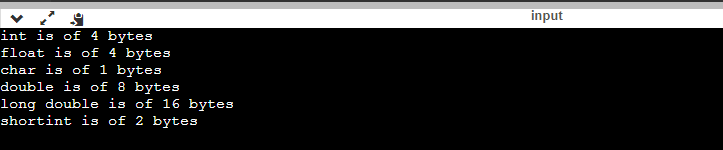 input
int is of 4 bytes
float is of 4 bytes
char is of 1 bytes
double is of 8 bytes
long double is of 16 bytes
shortint is of 2 bytes